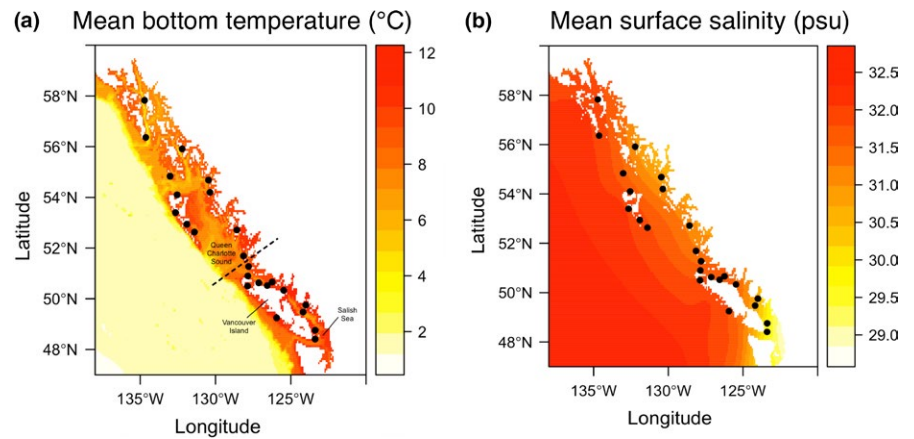 (a) Mean bottom temperature (°C)
58°N
56°N
54°N
52°N
50°N
48°N
Latitude
135°W
130°W
125°W
Longitude
12
10
8
6
4
2
Queen
Charlotte
Sound
Vancouver
Island
Salish
Sea
(b) Mean surface salinity (psu)
58°N
56°N
54°N
52°N
50°N
48°N
Latitude
135°W
130°W
125°W
Longitude
32.5
32.0
31.5
31.0
30.5
30.0
29.5
29.0